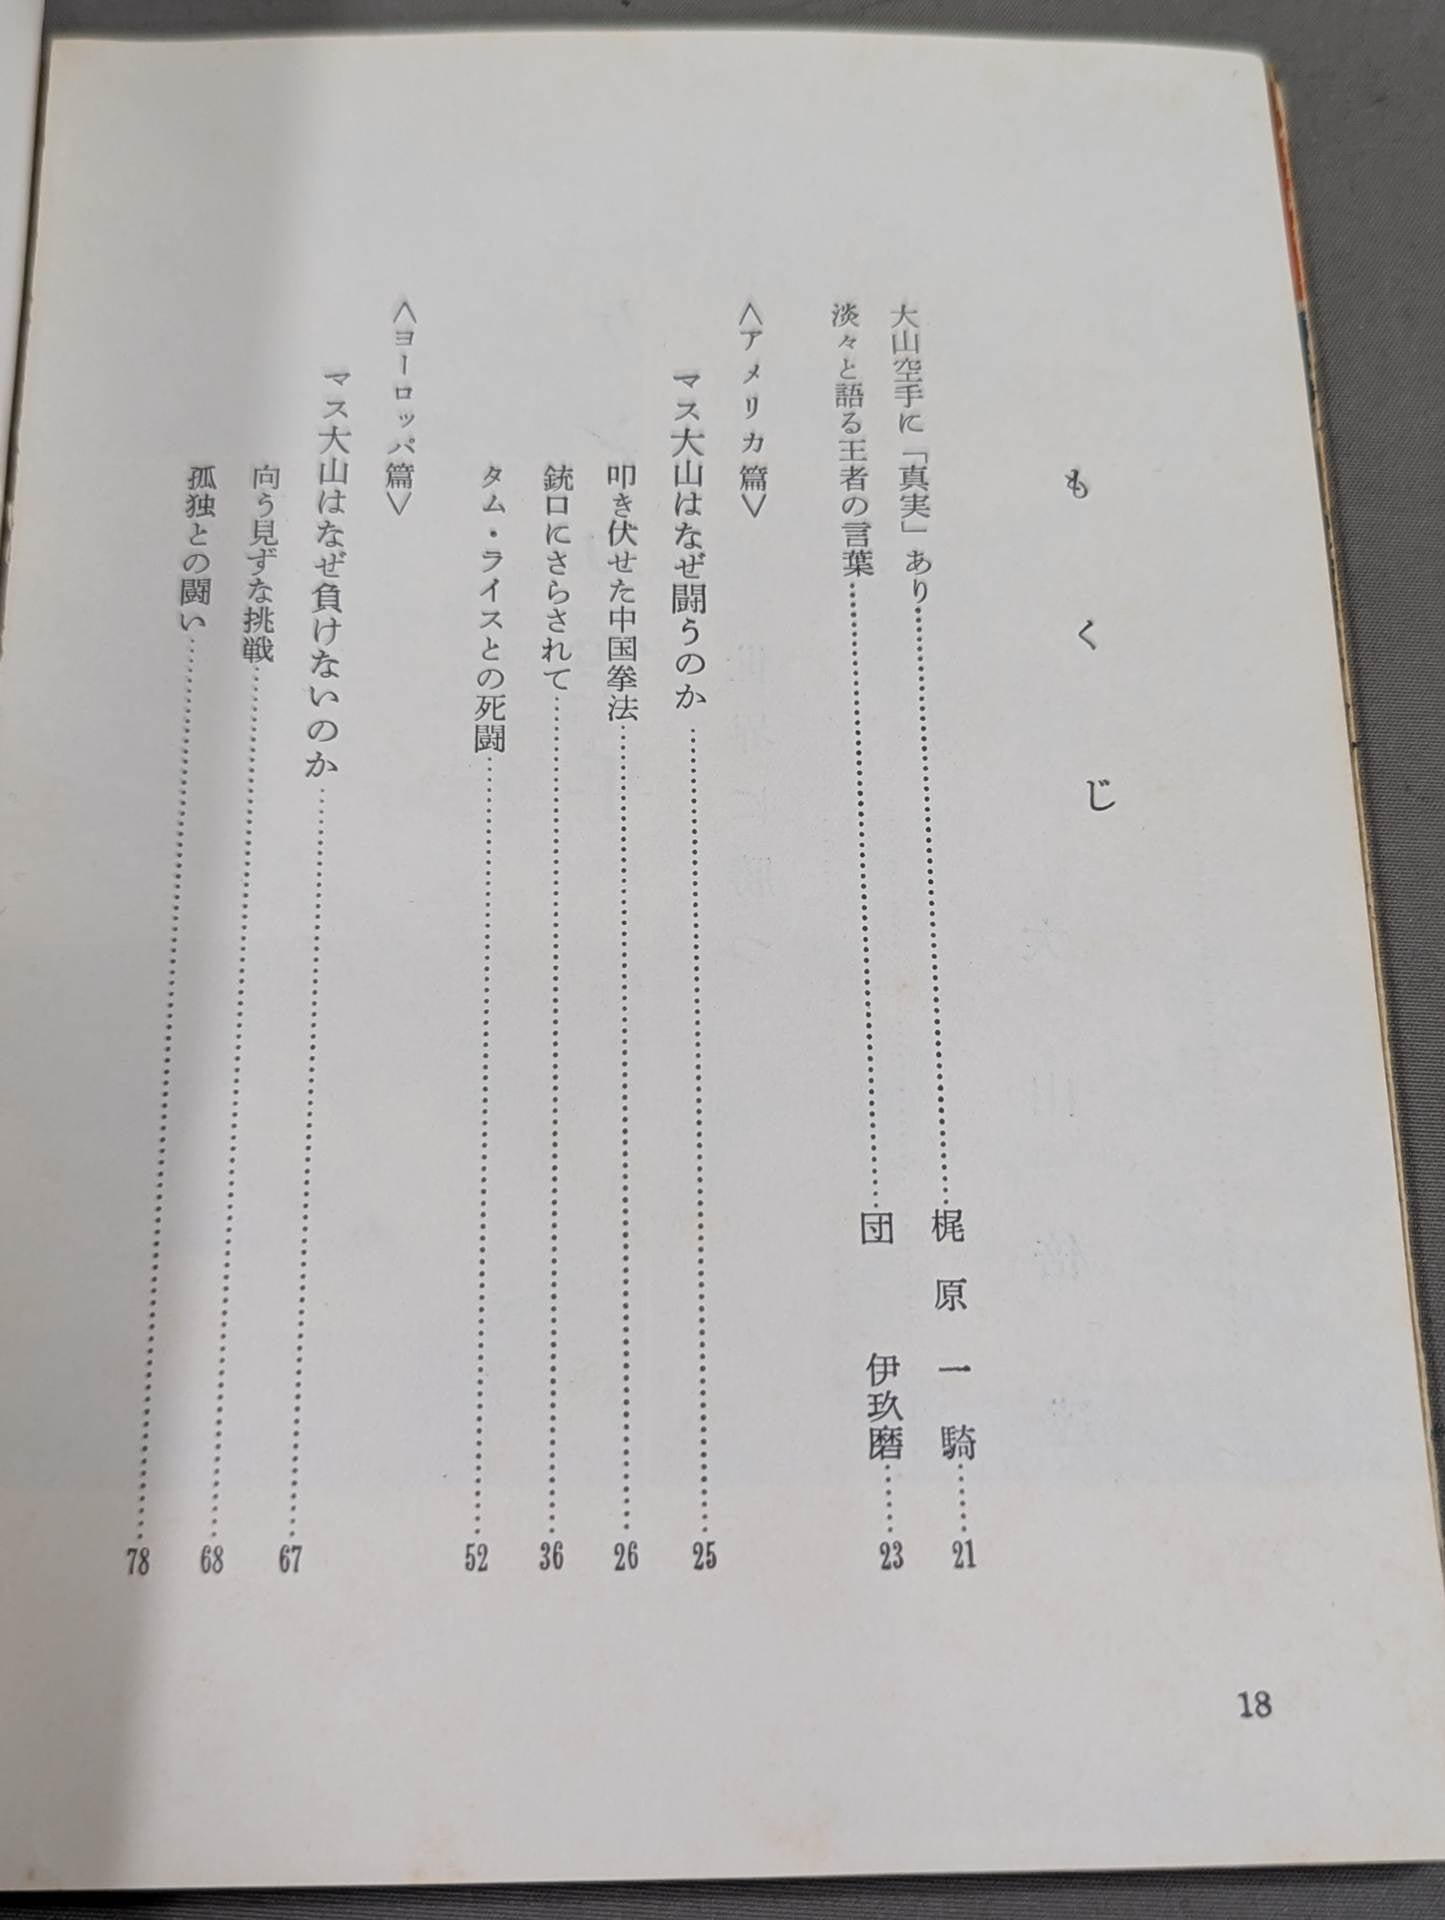 もくじ
大山空手に「真実」あり……梶原一騎……21
淡々と語る王者の言葉……団 伊玖磨……23
〈アメリカ篇〉
マス大山はなぜ闘うのか……25
叩き伏せた中国拳法……26
銃口にさらされて……36
タム・ライスとの死闘……52
〈ヨーロッパ篇〉
マス大山はなぜ負けないのか……67
向う見ずな挑戦……68
孤独との闘い……78
18